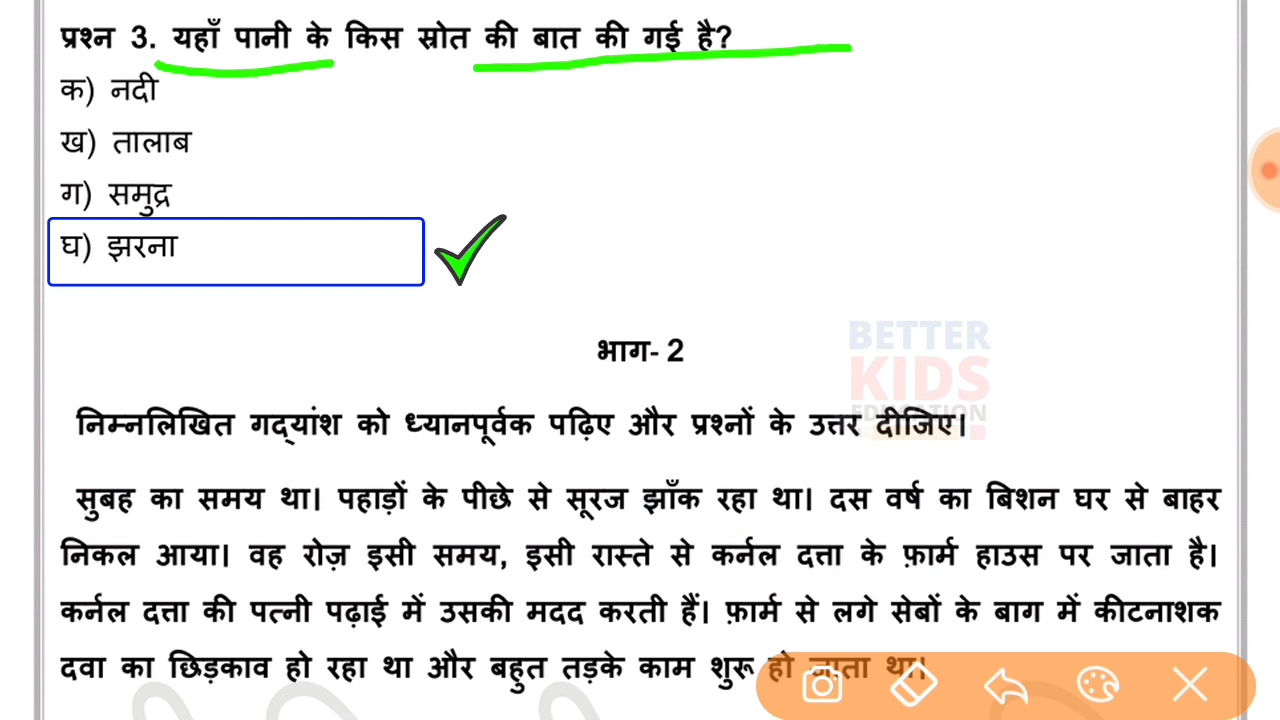 प्रश्न 3. यहाँ पानी के किस स्रोत की बात की गई है?
क) नदी
ख) तालाब
ग) समुद्र
घ) झरना
भाग- 2
BETTER
KIDS
EDUCATION
निम्नलिखित गद्यांश को ध्यानपूर्वक पढ़िए और प्रश्नों के उत्तर दीजिए।
सुबह का समय था। पहाड़ों के पीछे से सूरज झाँक रहा था। दस वर्ष का बिशन घर से बाहर
निकल आया। वह रोज़ इसी समय, इसी रास्ते से कर्नल दत्ता के फ़ार्म हाउस पर जाता है।
कर्नल दत्ता की पत्नी पढ़ाई में उसकी मदद करती हैं। फ़ार्म से लगे सेबों के बाग में कीटनाशक
दवा का छिड़काव हो रहा था और बहुत तड़के काम शुरू हो जाता था।